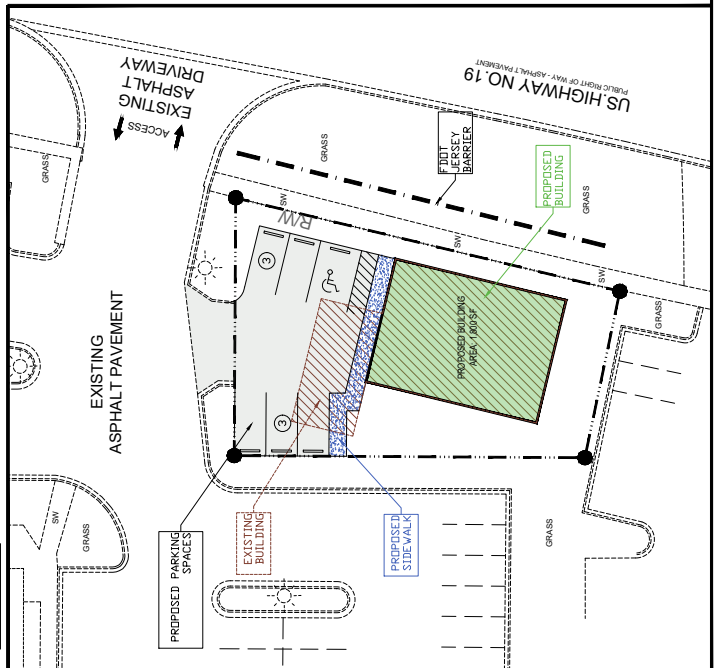 ACCESS
EXISTING
ASPHALT
DRIVEWAY
US.HIGHWAY NO.19
PUBLIC RIGHT OF WAY - ASPHALT PAVEMENT
GRASS
GRASS
FDOT
JERSEY
BARRIER
PROPOSED
BUILDING
SW
R/W
SW
GRASS
3
EXISTING
ASPHALT PAVEMENT
SW
GRASS
PROPOSED BUILDING
AREA: 1,800 SF
3
SW
GRASS
PROPOSED PARKING
SPACES
EXISTING
BUILDING
PROPOSED
SIDEWALK
GRASS